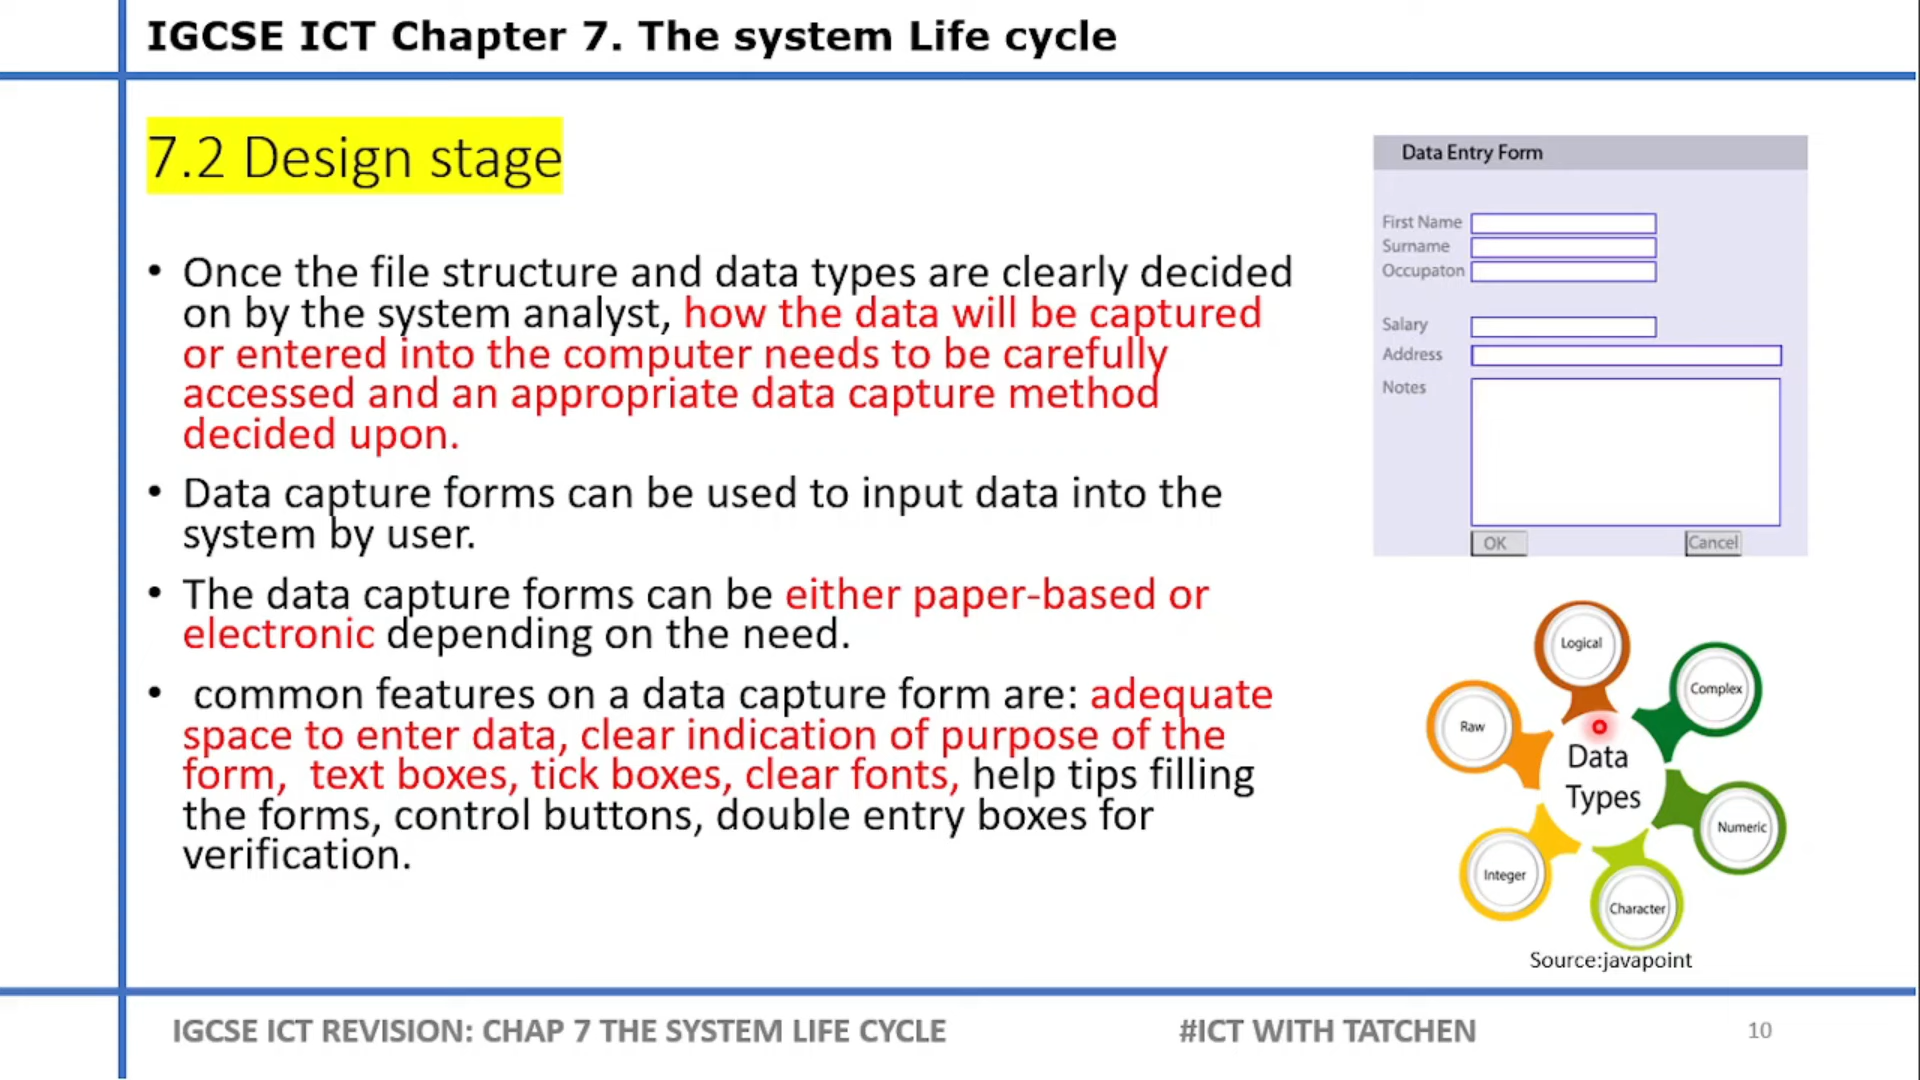 IGCSE ICT Chapter 7. The system Life cycle
7.2 Design stage
• Once the file structure and data types are clearly decided
on by the system analyst, how the data will be captured
or entered into the computer needs to be carefully
accessed and an appropriate data capture method
decided upon.
• Data capture forms can be used to input data into the
system by user.
• The data capture forms can be either paper-based or
electronic depending on the need.
• common features on a data capture form are: adequate
space to enter data, clear indication of purpose of the
form, text boxes, tick boxes, clear fonts, help tips filling
the forms, control buttons, double entry boxes for
verification.
Data Entry Form
First Name
Surname
Occupaton
Salary
Address
Notes
OK
Cancel
Logical
Complex
Raw
Data
Types
Numeric
Integer
Character
Source:javapoint
IGCSE ICT REVISION: CHAP 7 THE SYSTEM LIFE CYCLE
#ICT WITH TATCHEN
10